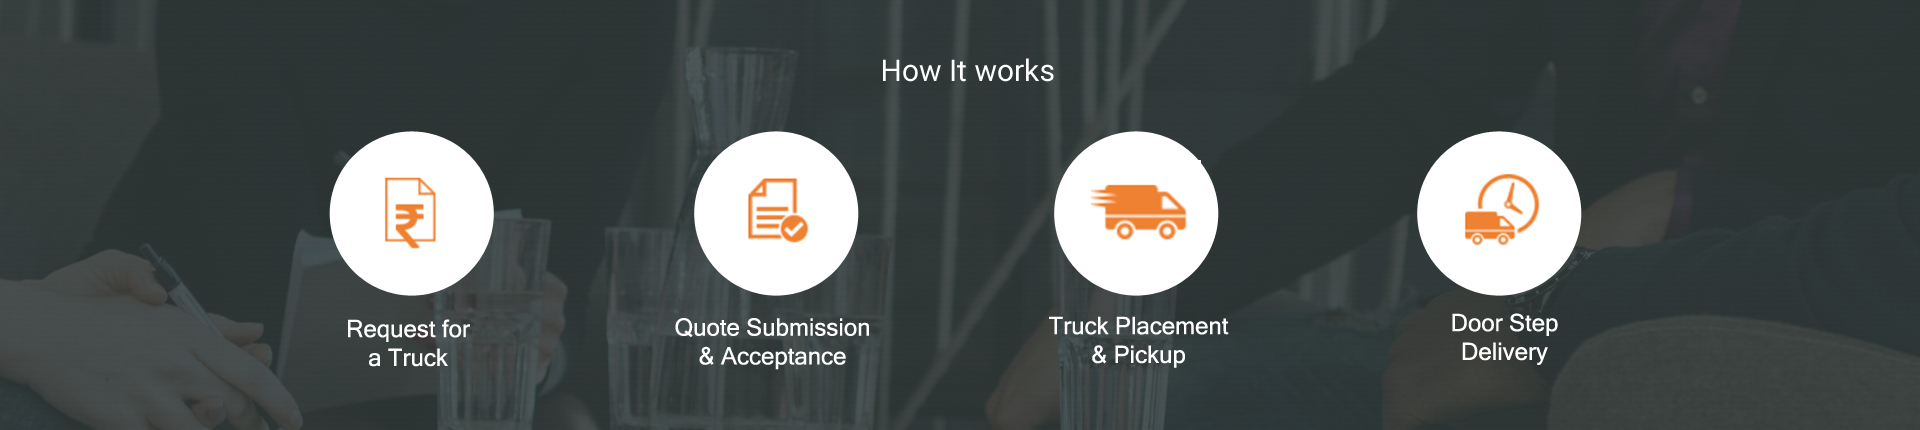 How It works
Request for
a Truck
Quote Submission
& Acceptance
Truck Placement
& Pickup
Door Step
Delivery